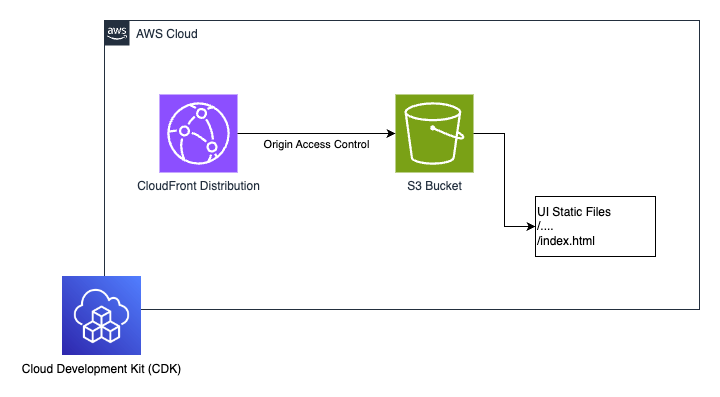 aws
AWS Cloud
Origin Access Control
CloudFront Distribution
S3 Bucket
UI Static Files
/....
/index.html
Cloud Development Kit (CDK)